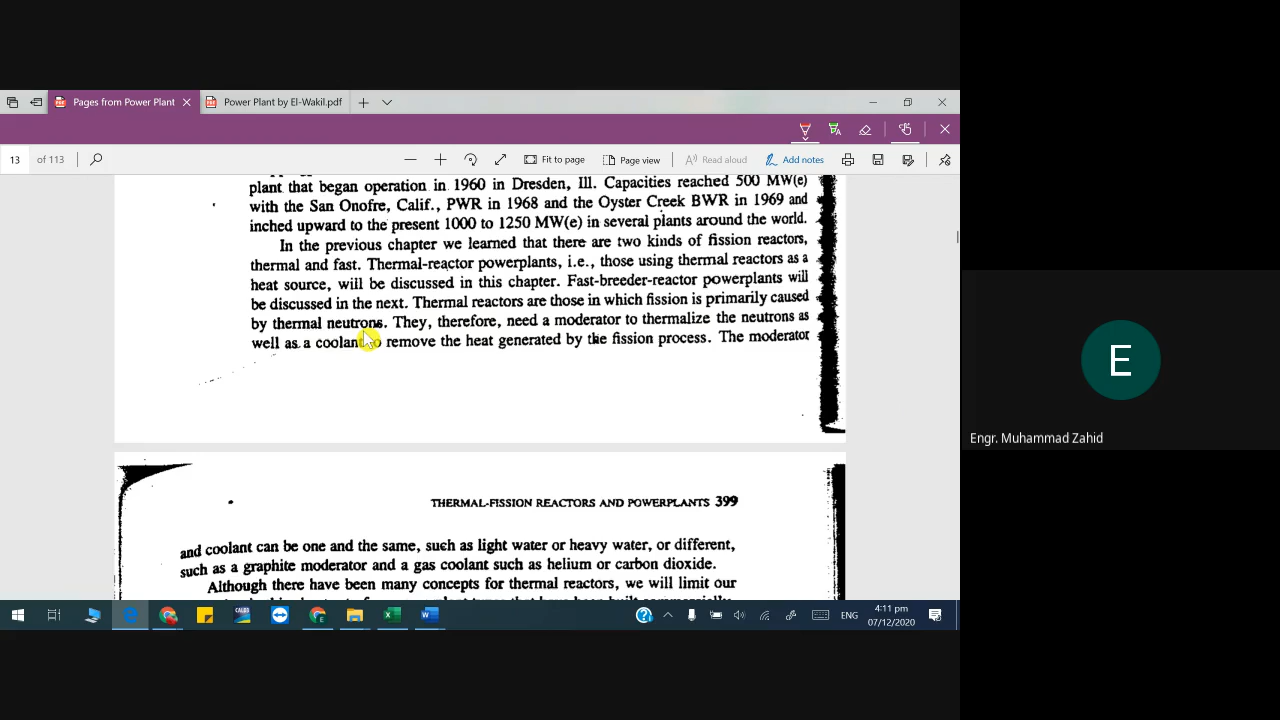 Pages from Power Plant
Power Plant by El-Wakil.pdf
13 of 113
Fit to page
Page view
Read aloud
Add notes
plant that began operation in 1960 in Dresden, Ill. Capacities reached 500 MW(e)
with the San Onofre, Calif., PWR in 1968 and the Oyster Creek BWR in 1969 and
inched upward to the present 1000 to 1250 MW(e) in several plants around the world.
In the previous chapter we learned that there are two kinds of fission reactors,
thermal and fast. Thermal-reactor powerplants, i.e., those using thermal reactors as a
heat source, will be discussed in this chapter. Fast-breeder-reactor powerplants will
be discussed in the next. Thermal reactors are those in which fission is primarily caused
by thermal neutrons. They, therefore, need a moderator to thermalize the neutrons as
well as a coolant to remove the heat generated by the fission process. The moderator
THERMAL-FISSION REACTORS AND POWERPLANTS 399
and coolant can be one and the same, such as light water or heavy water, or different,
such as a graphite moderator and a gas coolant such as helium or carbon dioxide.
Although there have been many concepts for thermal reactors, we will limit our
E
Engr. Muhammad Zahid
ENG
4:11 pm
07/12/2020